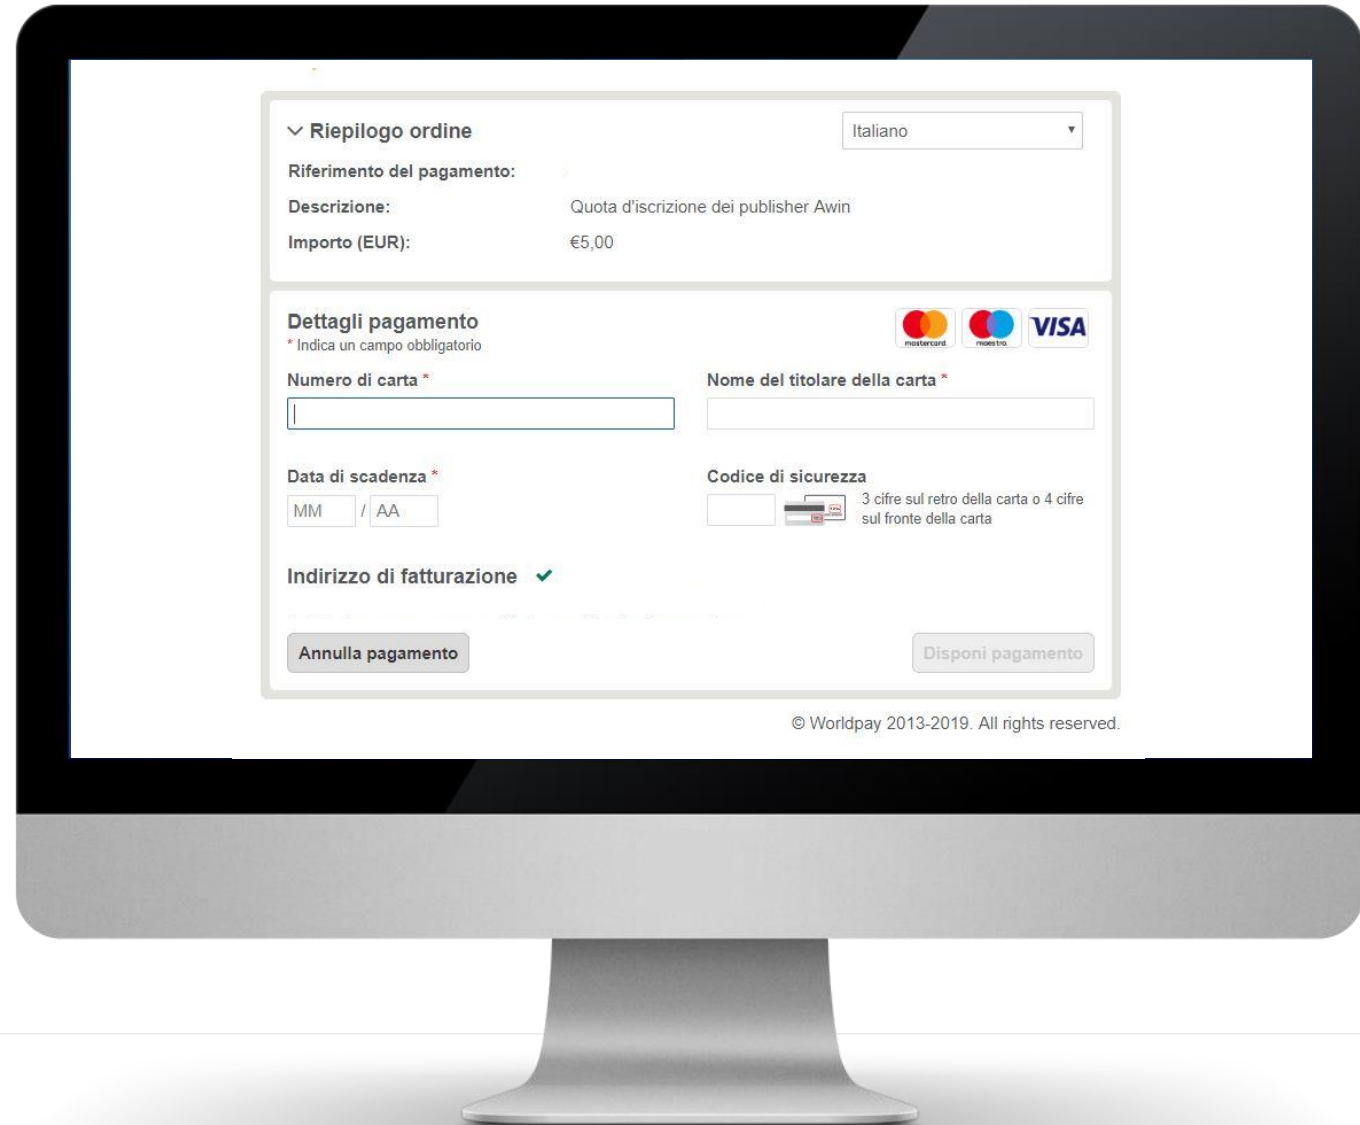 Riepilogo ordine
Italiano
Riferimento del pagamento:
Descrizione: Quota d'iscrizione dei publisher Awin
Importo (EUR): €5,00
Dettagli pagamento
* Indica un campo obbligatorio
mastercard. maestro. VISA
Numero di carta * Nome del titolare della carta *
Data di scadenza * Codice di sicurezza
MM / AA
3 cifre sul retro della carta o 4 cifre
sul fronte della carta
Indirizzo di fatturazione
Annulla pagamento Disponi pagamento
© Worldpay 2013-2019. All rights reserved.